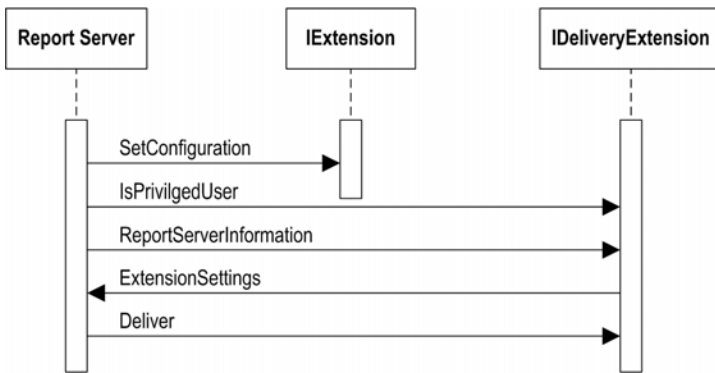 Report Server
IExtension
IDeliveryExtension
SetConfiguration
IsPrivilgedUser
ReportServerInformation
ExtensionSettings
Deliver